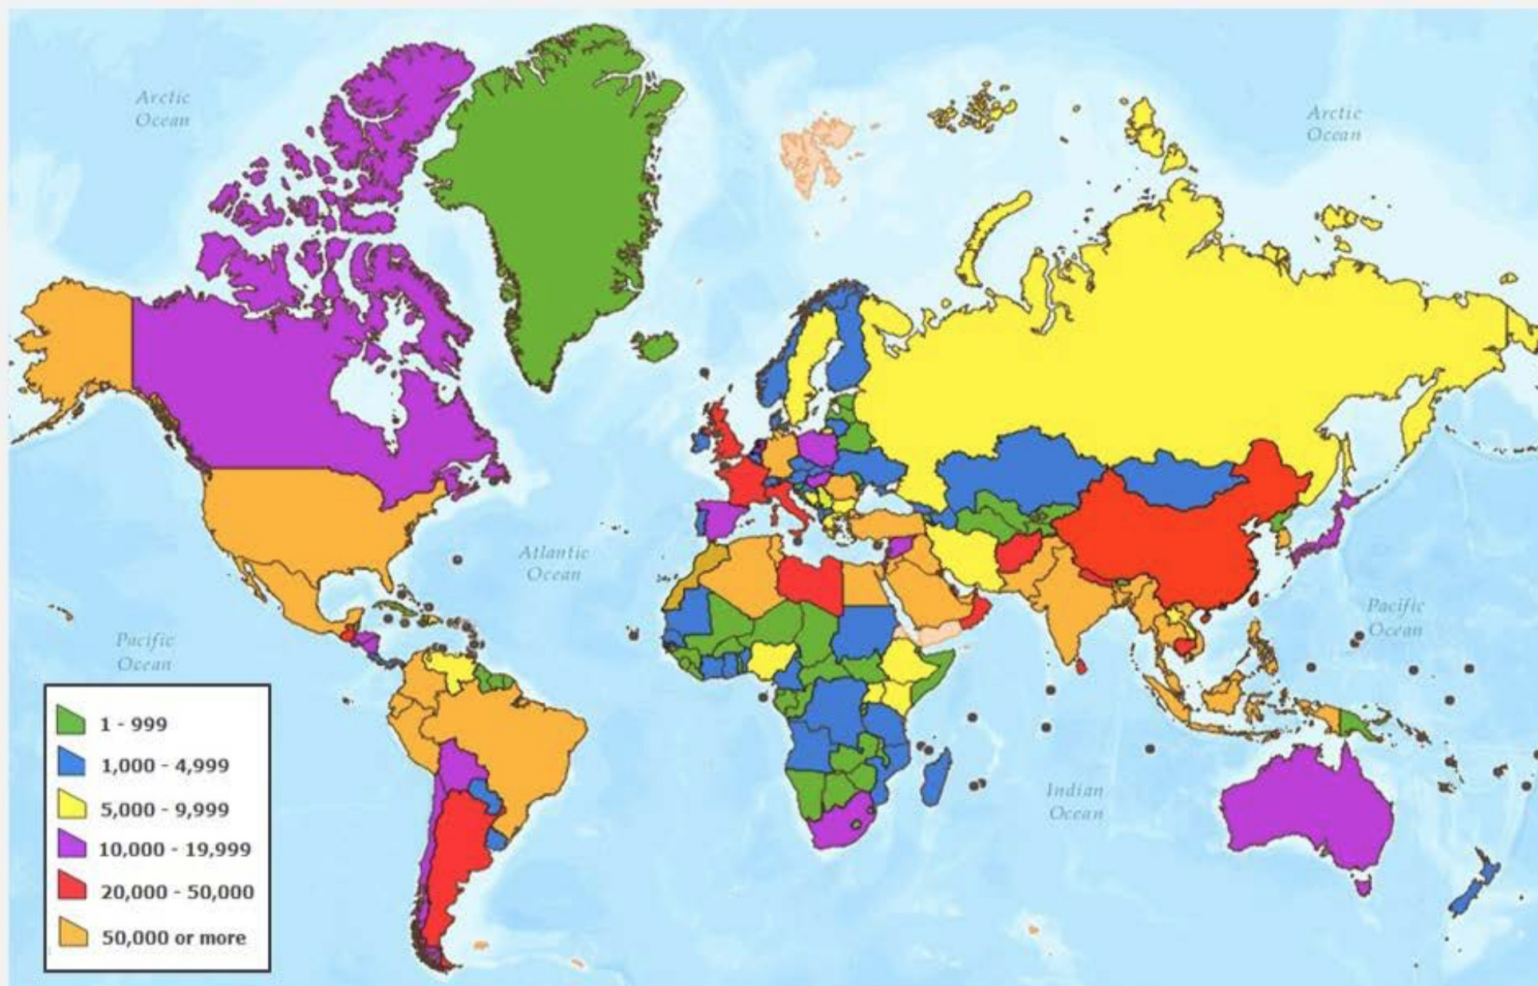 Arctic
Ocean
Arctic
Ocean
Atlantic
Ocean
Pacific
Ocean
Pacific
Ocean
Indian
Ocean
1 - 999
1,000 - 4,999
5,000 - 9,999
10,000 - 19,999
20,000 - 50,000
50,000 or more